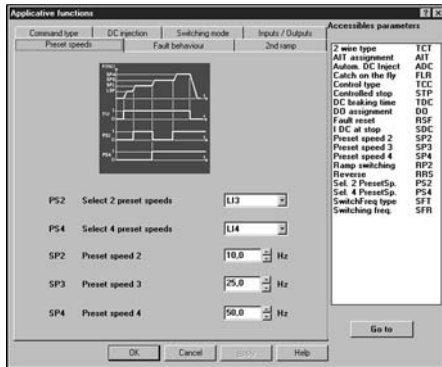 Applicative functions
Command type DC injection Switching mode Inputs / Outputs
Preset speeds Fault behaviour 2nd ramp
PS2 Select 2 preset speeds LI3
PS4 Select 4 preset speeds LI4
SP2 Preset speed 2 10,0 Hz
SP3 Preset speed 3 25,0 Hz
SP4 Preset speed 4 50,0 Hz
OK Cancel Apply Help
Accessibles parameters
2 wire type TCT
AIT assignment AIT
Autom. DC Inject ADC
Catch on the fly FLR
Control type TCC
Controlled stop STP
DC braking time TDC
DO assignment DO
Fault reset RSF
I DC at stop SDC
Preset speed 2 SP2
Preset speed 3 SP3
Preset speed 4 SP4
Ramp switching RP2
Reverse RRS
Sel. 2 PresetSp. PS2
Sel. 4 PresetSp. PS4
SwitchFreq type SFT
Switching freq. SFR
Go to